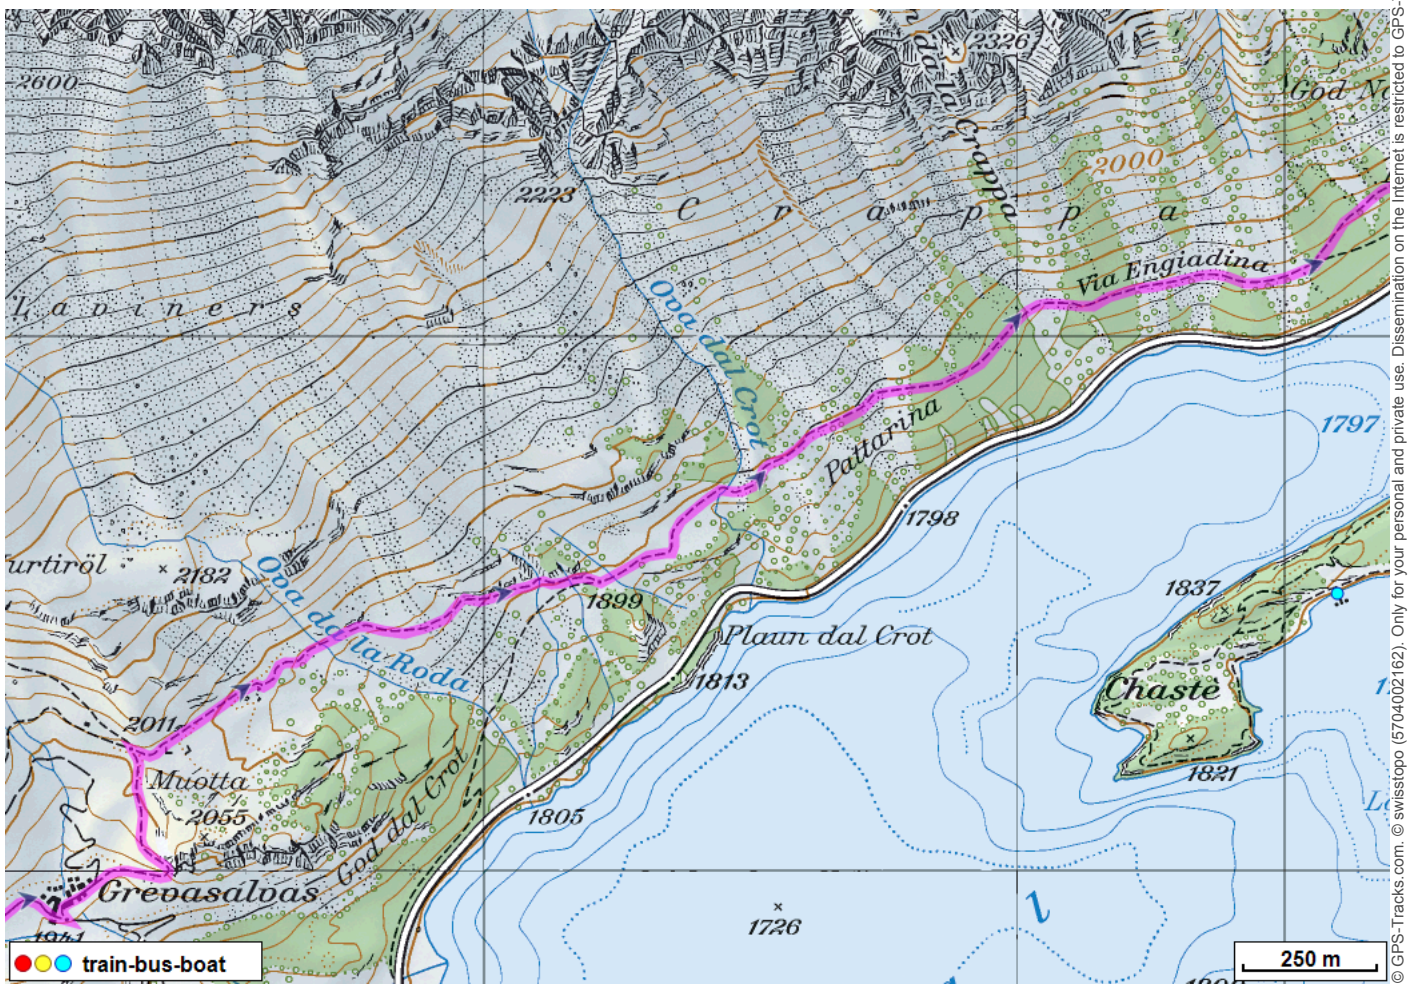 2600
2326
God
2000
2223
C r a p p a
da la Crappa
Via Engiadina
Laviners
Ova dal Crot
1797
Pattarina
1798
urtiröl
2182
Ova da la Roda
1899
1837
Plaun dal Crot
1813
Chastè
2011
1821
Muotta
2055
1805
God dal Crot
Grevasalvas
1726
l
1941
train-bus-boat
250 m
© GPS-Tracks.com. © swisstopo (5704002162). Only for your personal and private use. Dissemination on the Internet is restricted to GPS-